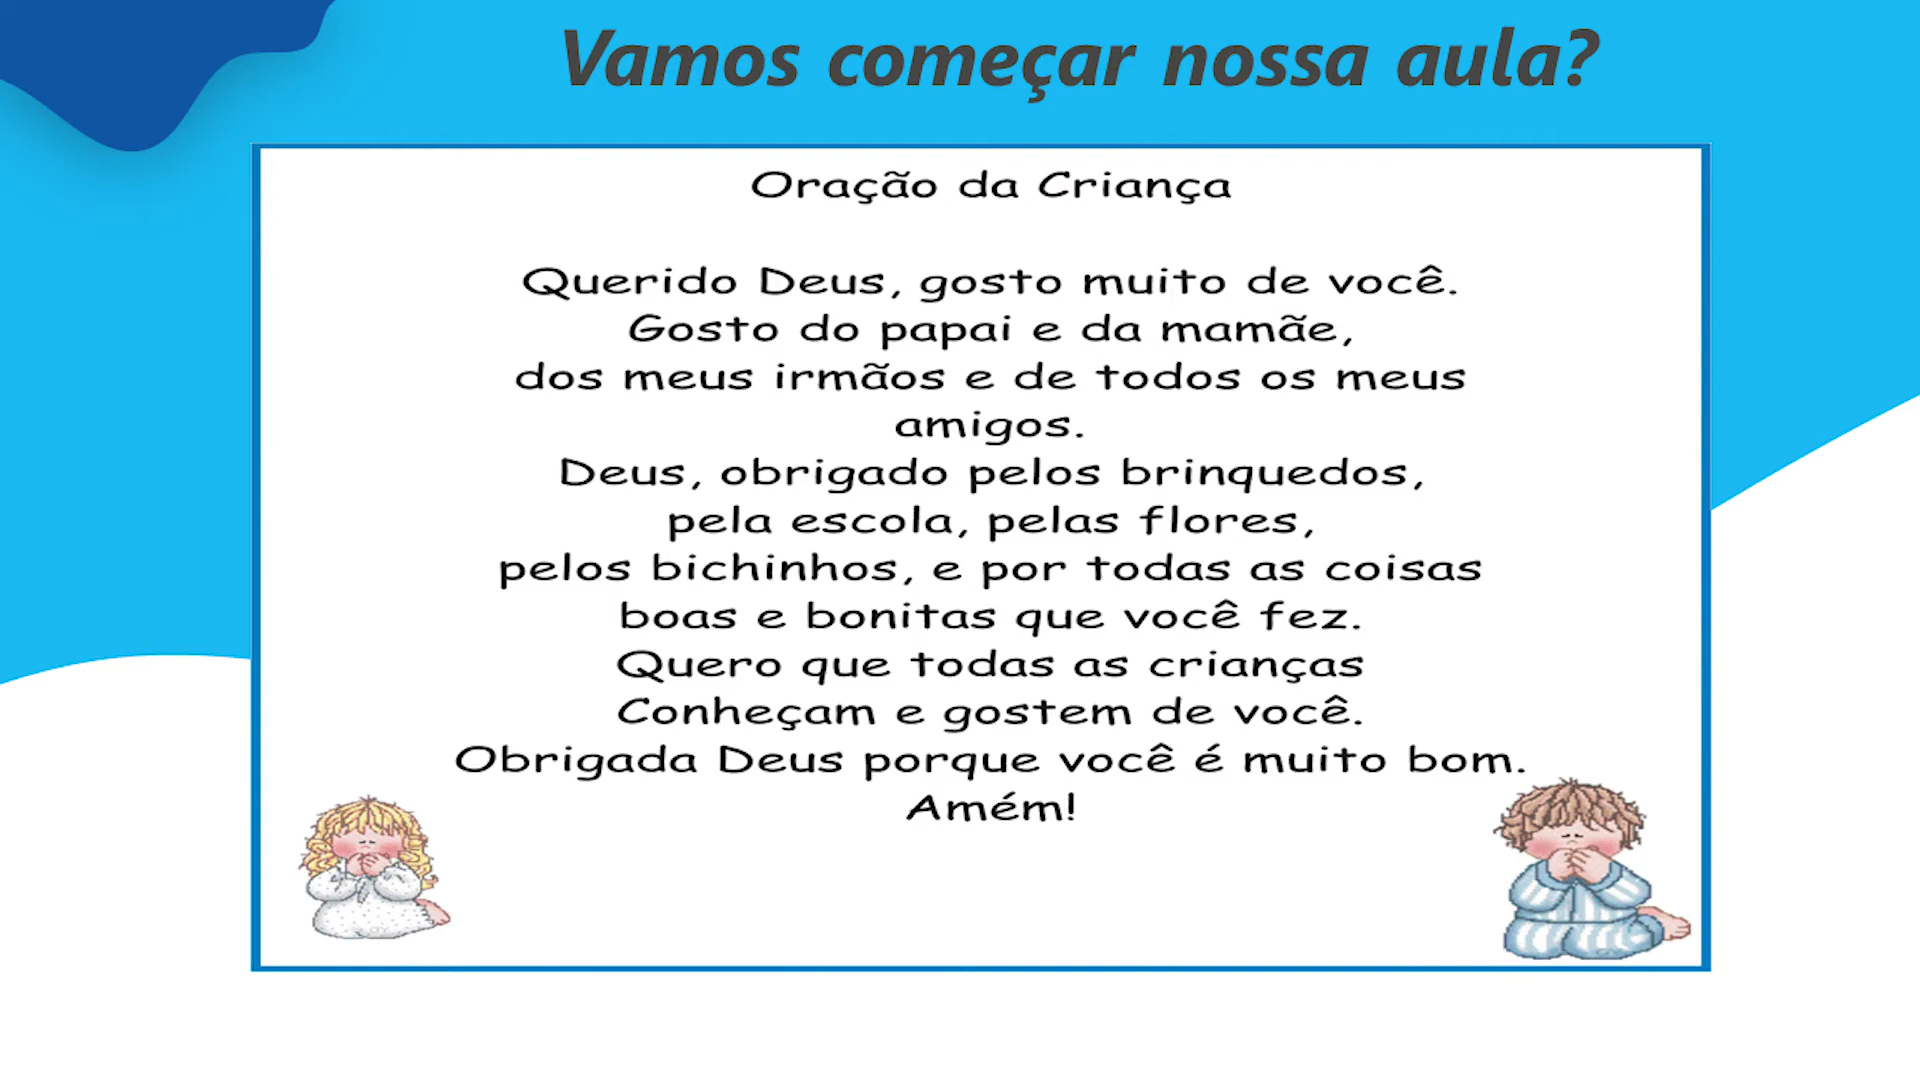 Vamos começar nossa aula?
Oração da Criança
Querido Deus, gosto muito de você.
Gosto do papai e da mamãe,
dos meus irmãos e de todos os meus
amigos.
Deus, obrigado pelos brinquedos,
pela escola, pelas flores,
pelos bichinhos, e por todas as coisas
boas e bonitas que você fez.
Quero que todas as crianças
Conheçam e gostem de você.
Obrigada Deus porque você é muito bom.
Amém!